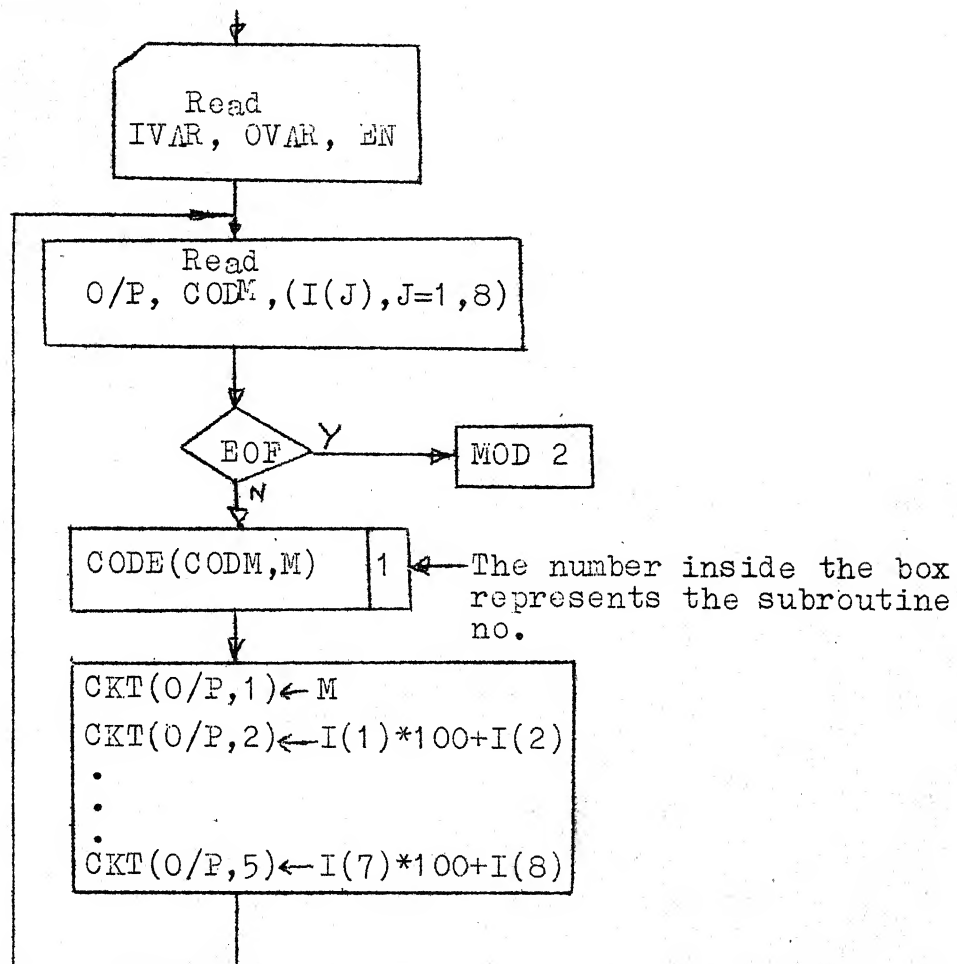 Read
IVAR, OVAR, EN
Read
O/P, CODM,(I(J),J=1,8)
EOF
Y
MOD 2
N
CODE(CODM,M)
1
The number inside the box
represents the subroutine
no.
CKT(O/P,1)←M
CKT(O/P,2)←I(1)*100+I(2)
.
.
.
CKT(O/P,5)←I(7)*100+I(8)